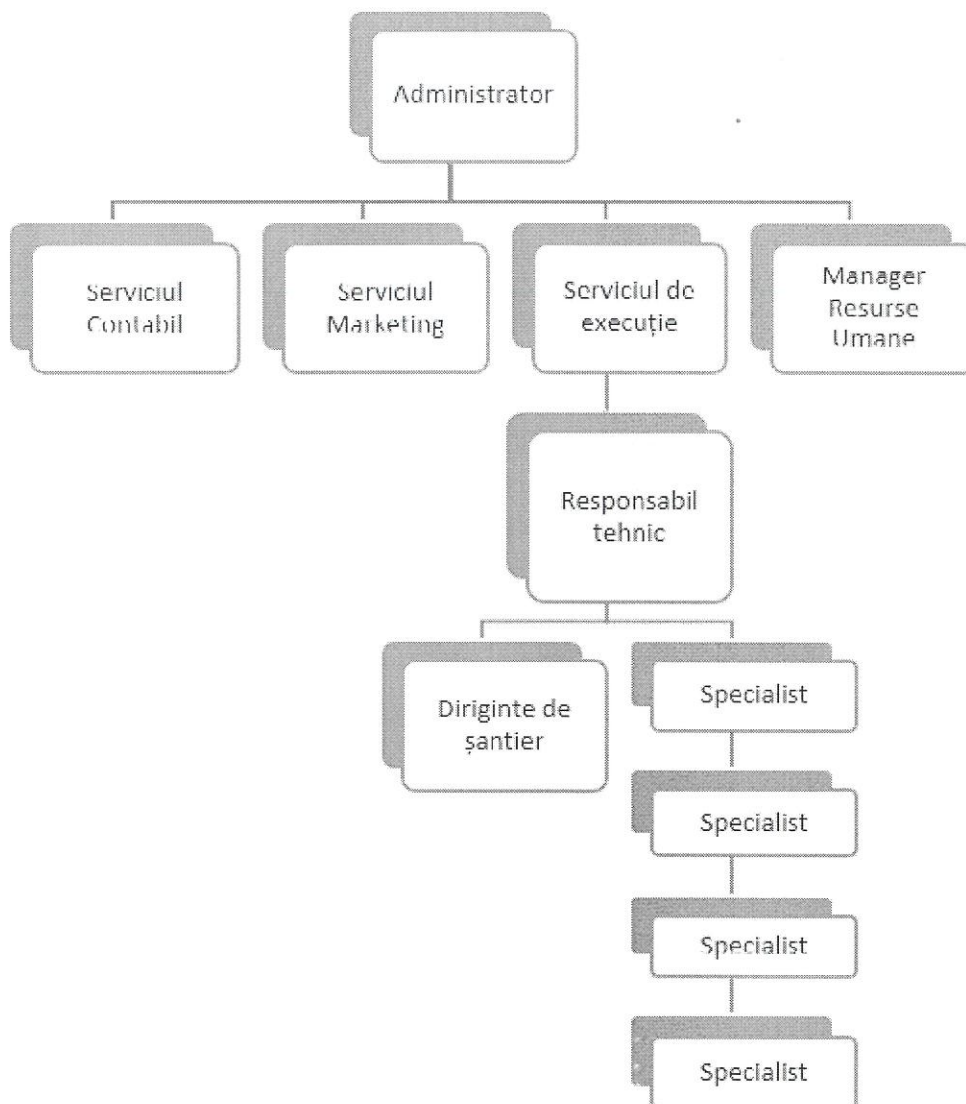 Administrator
Serviciul
Contabil
Serviciul
Marketing
Serviciul de
execuție
Manager
Resurse
Umane
Responsabil
tehnic
Diriginte de
șantier
Specialist
Specialist
Specialist
Specialist